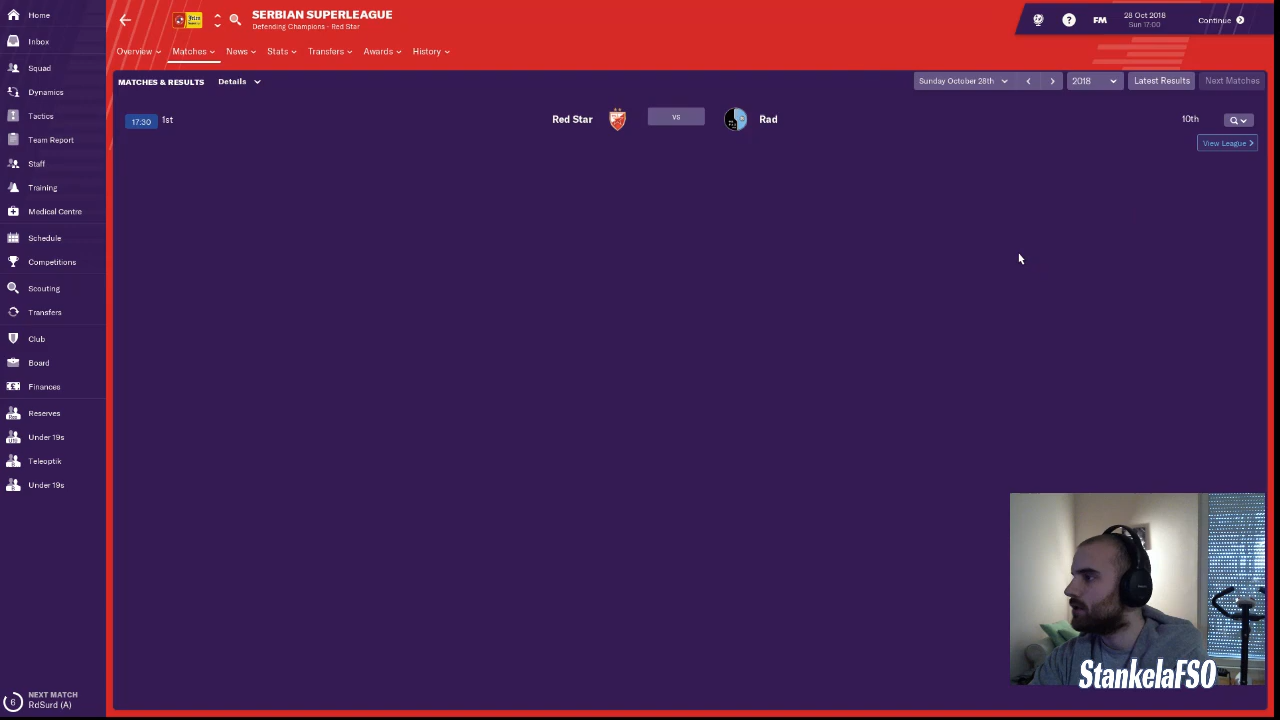 Home
Inbox
Squad
Dynamics
Tactics
Team Report
Staff
Training
Medical Centre
Schedule
Competitions
Scouting
Transfers
Club
Board
Finances
Reserves
Under 19s
Teleoptik
Under 19s
6 NEXT MATCH
RdSurd (A)
SERBIAN SUPERLEAGUE
Defending Champions - Red Star
Overview Matches News Stats Transfers Awards History
FM 28 Oct 2018
Sun 17:00
Continue
MATCHES & RESULTS Details Sunday October 28th 2018 Latest Results Next Matches
17:30 1st Red Star vs Rad 10th
View League
StankelaFSO